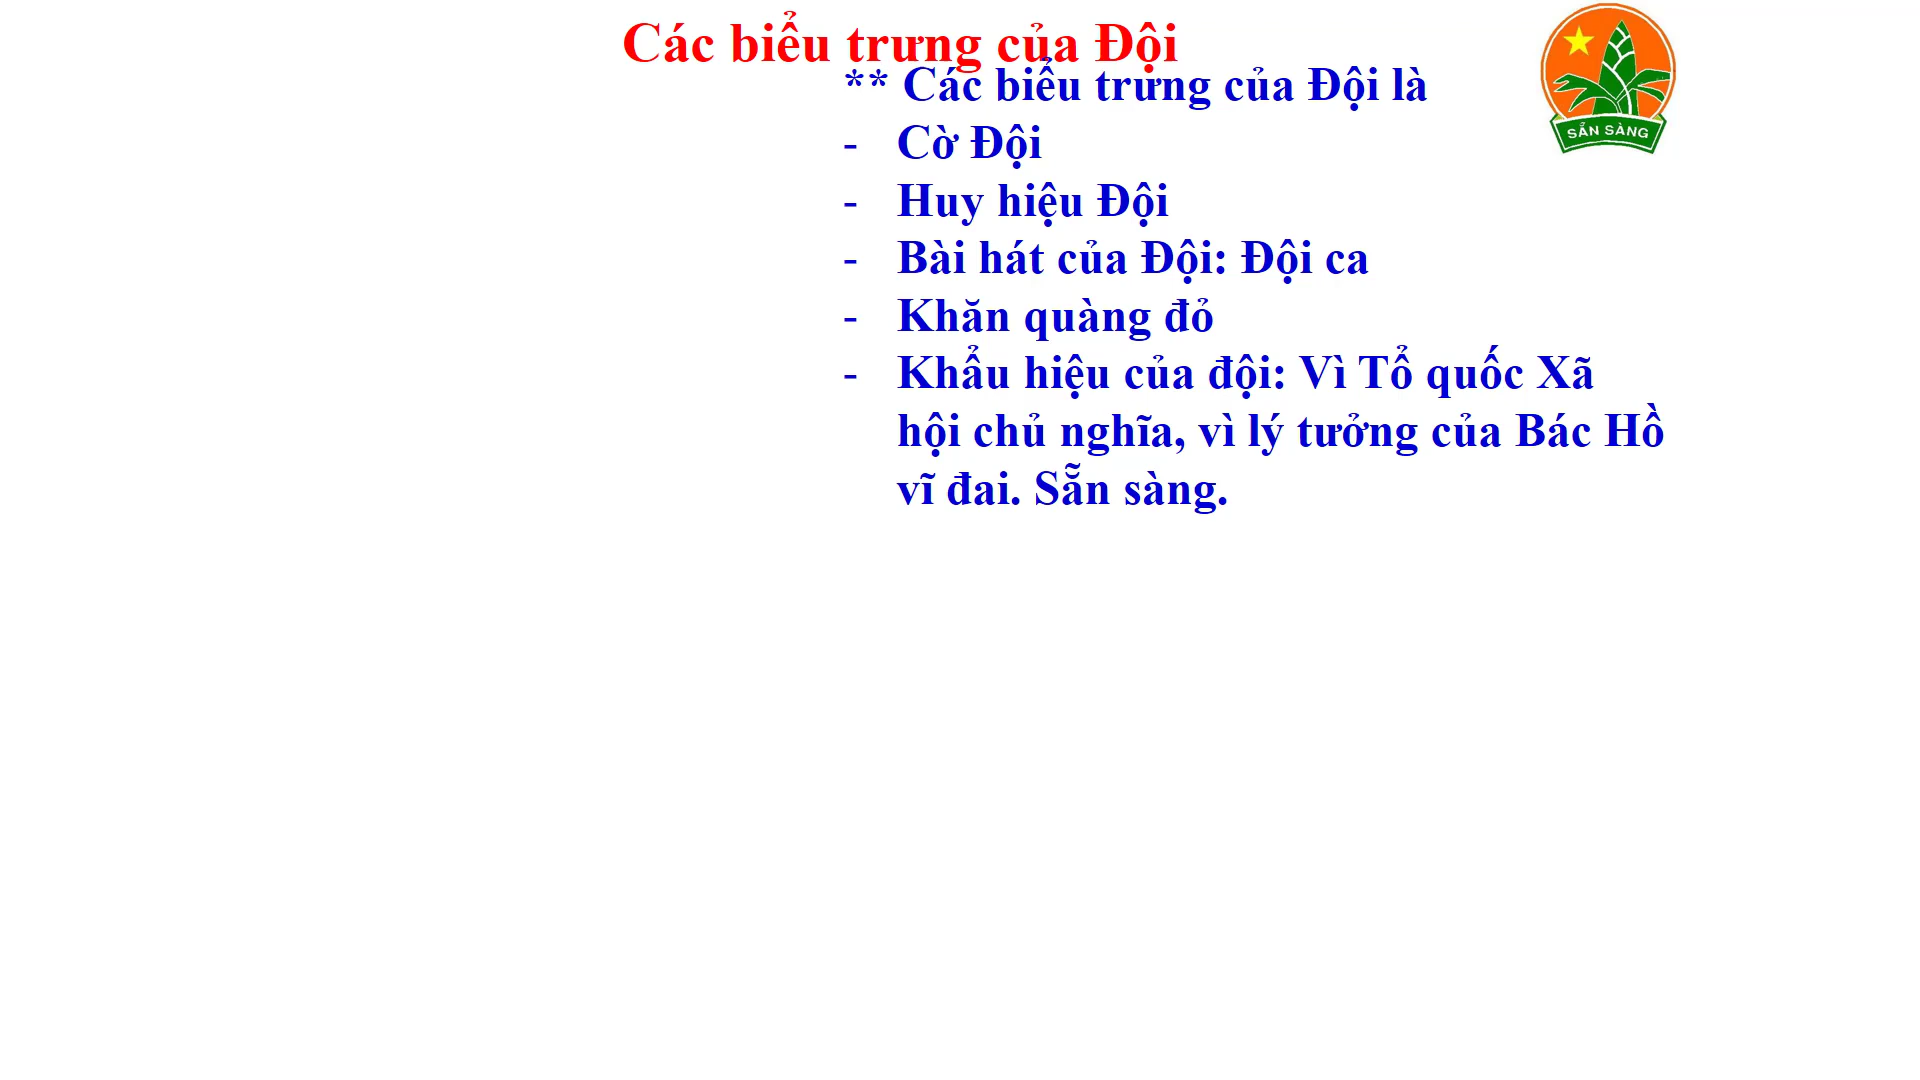 Các biểu trưng của Đội
** Các biểu trưng của Đội là
- Cờ Đội
- Huy hiệu Đội
- Bài hát của Đội: Đội ca
- Khăn quàng đỏ
- Khẩu hiệu của đội: Vì Tổ quốc Xã
hội chủ nghĩa, vì lý tưởng của Bác Hồ
vĩ đai. Sẵn sàng.
SẴN SÀNG